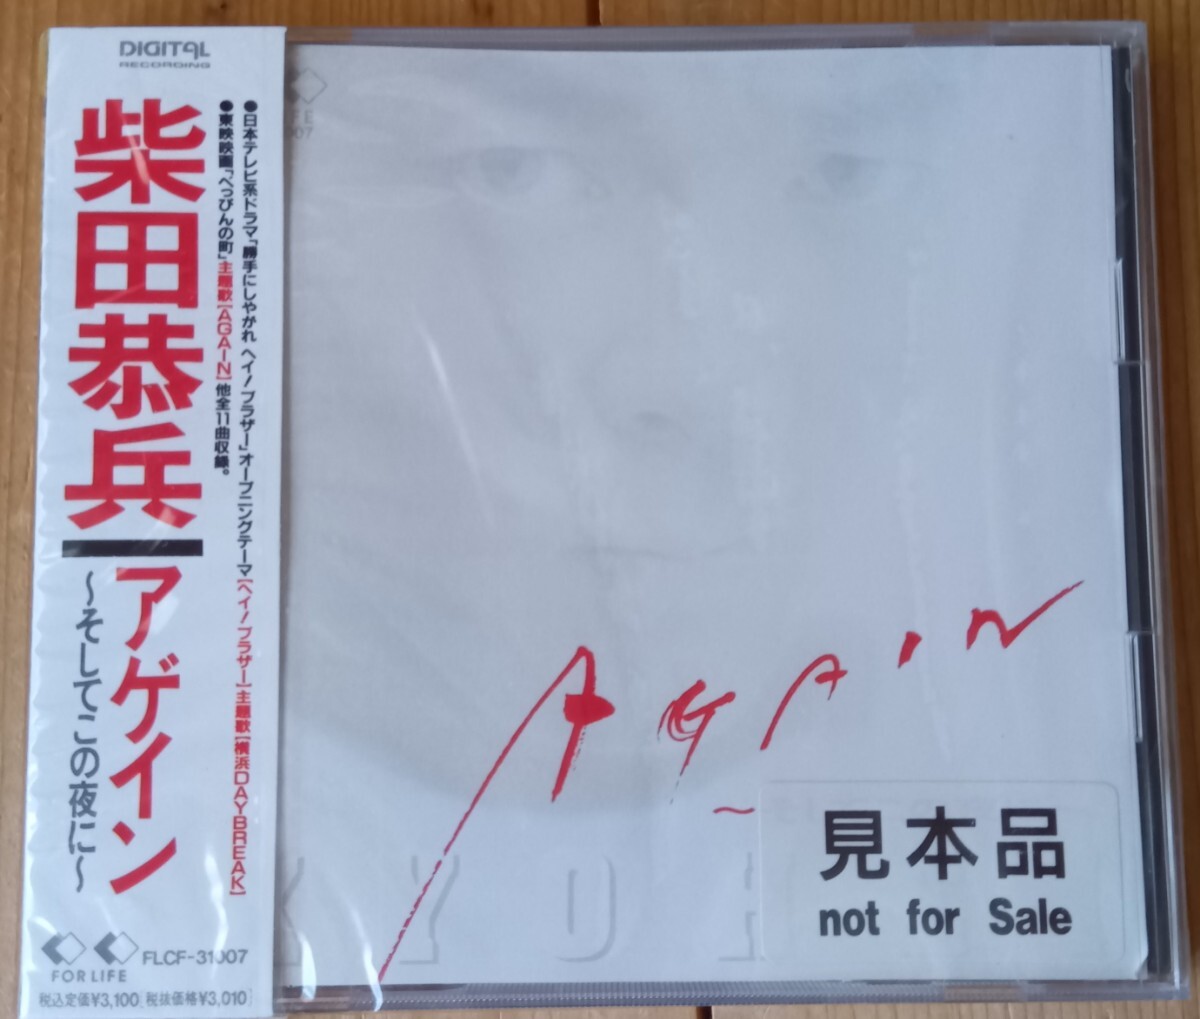 DIGITAL
RECORDING
柴田恭兵
アゲイン
〜そしてこの夜に〜
●日本テレビ系ドラマ「勝手にしやがれ ヘイ!ブラザー」オープニングテーマ[ヘイ!ブラザー]主題歌[横浜DAYBREAK]
●東映映画「べっぴんの町」主題歌[AGAIN]他全11曲収録。
FOR LIFE
FLCF-31007
税込定価¥3,100[税抜価格¥3,010]
AGAIN
〜
KYO
見本品
not for Sale